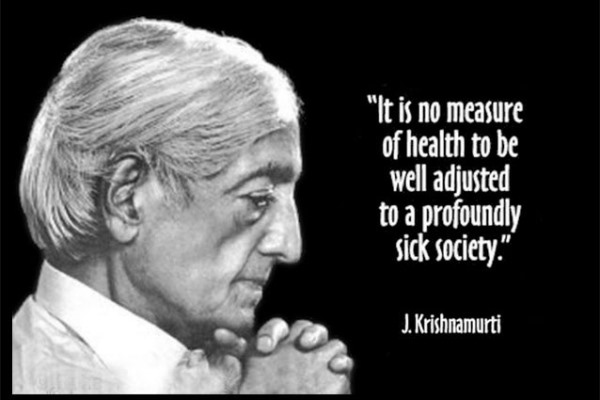 “It is no measure
of health to be
well adjusted
to a profoundly
sick society.”
J. Krishnamurti